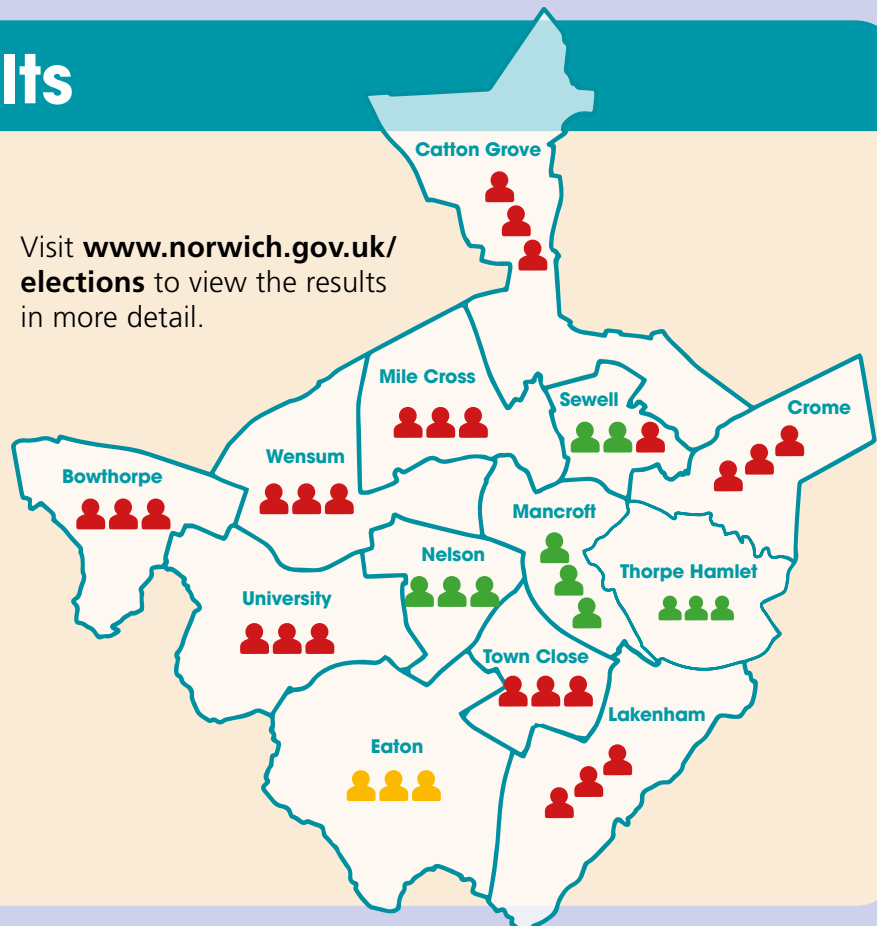 lts
Catton Grove
Visit www.norwich.gov.uk/
elections to view the results
in more detail.
Mile Cross
Sewell
Crome
Wensum
Bowthorpe
Mancroft
Nelson
Thorpe Hamlet
University
Town Close
Lakenham
Eaton